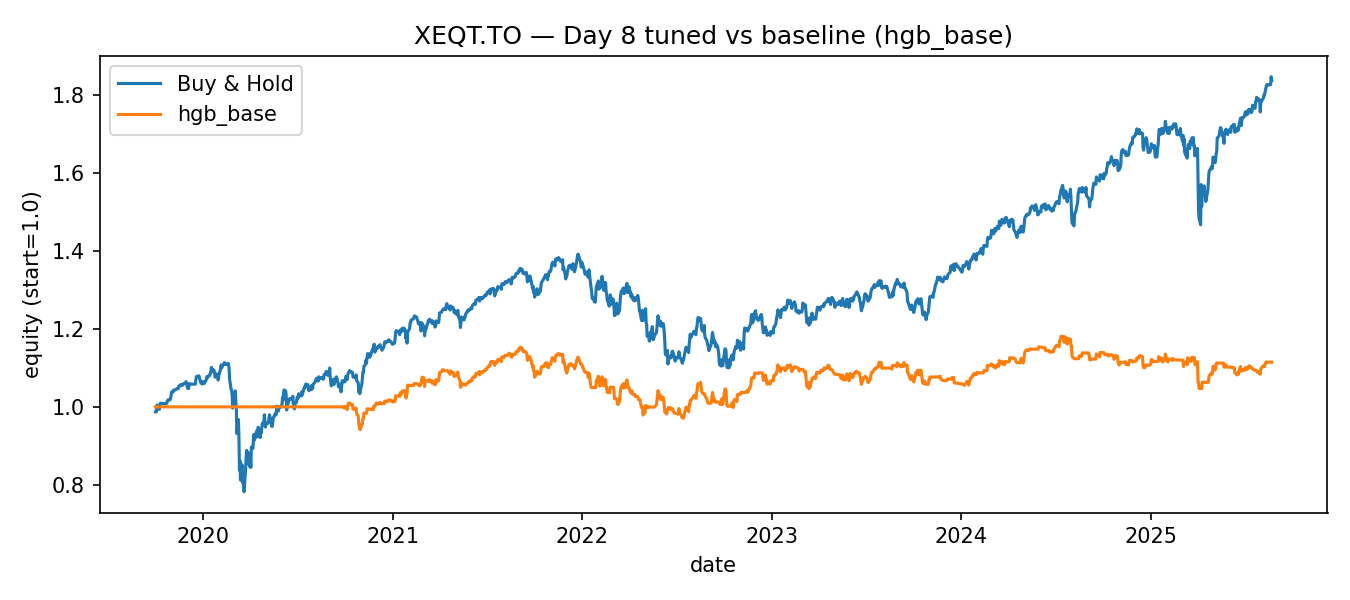 XEQT.TO — Day 8 tuned vs baseline (hgb_base)
Buy & Hold
hgb_base
equity (start=1.0)
1.8
1.6
1.4
1.2
1.0
0.8
2020 2021 2022 2023 2024 2025
date